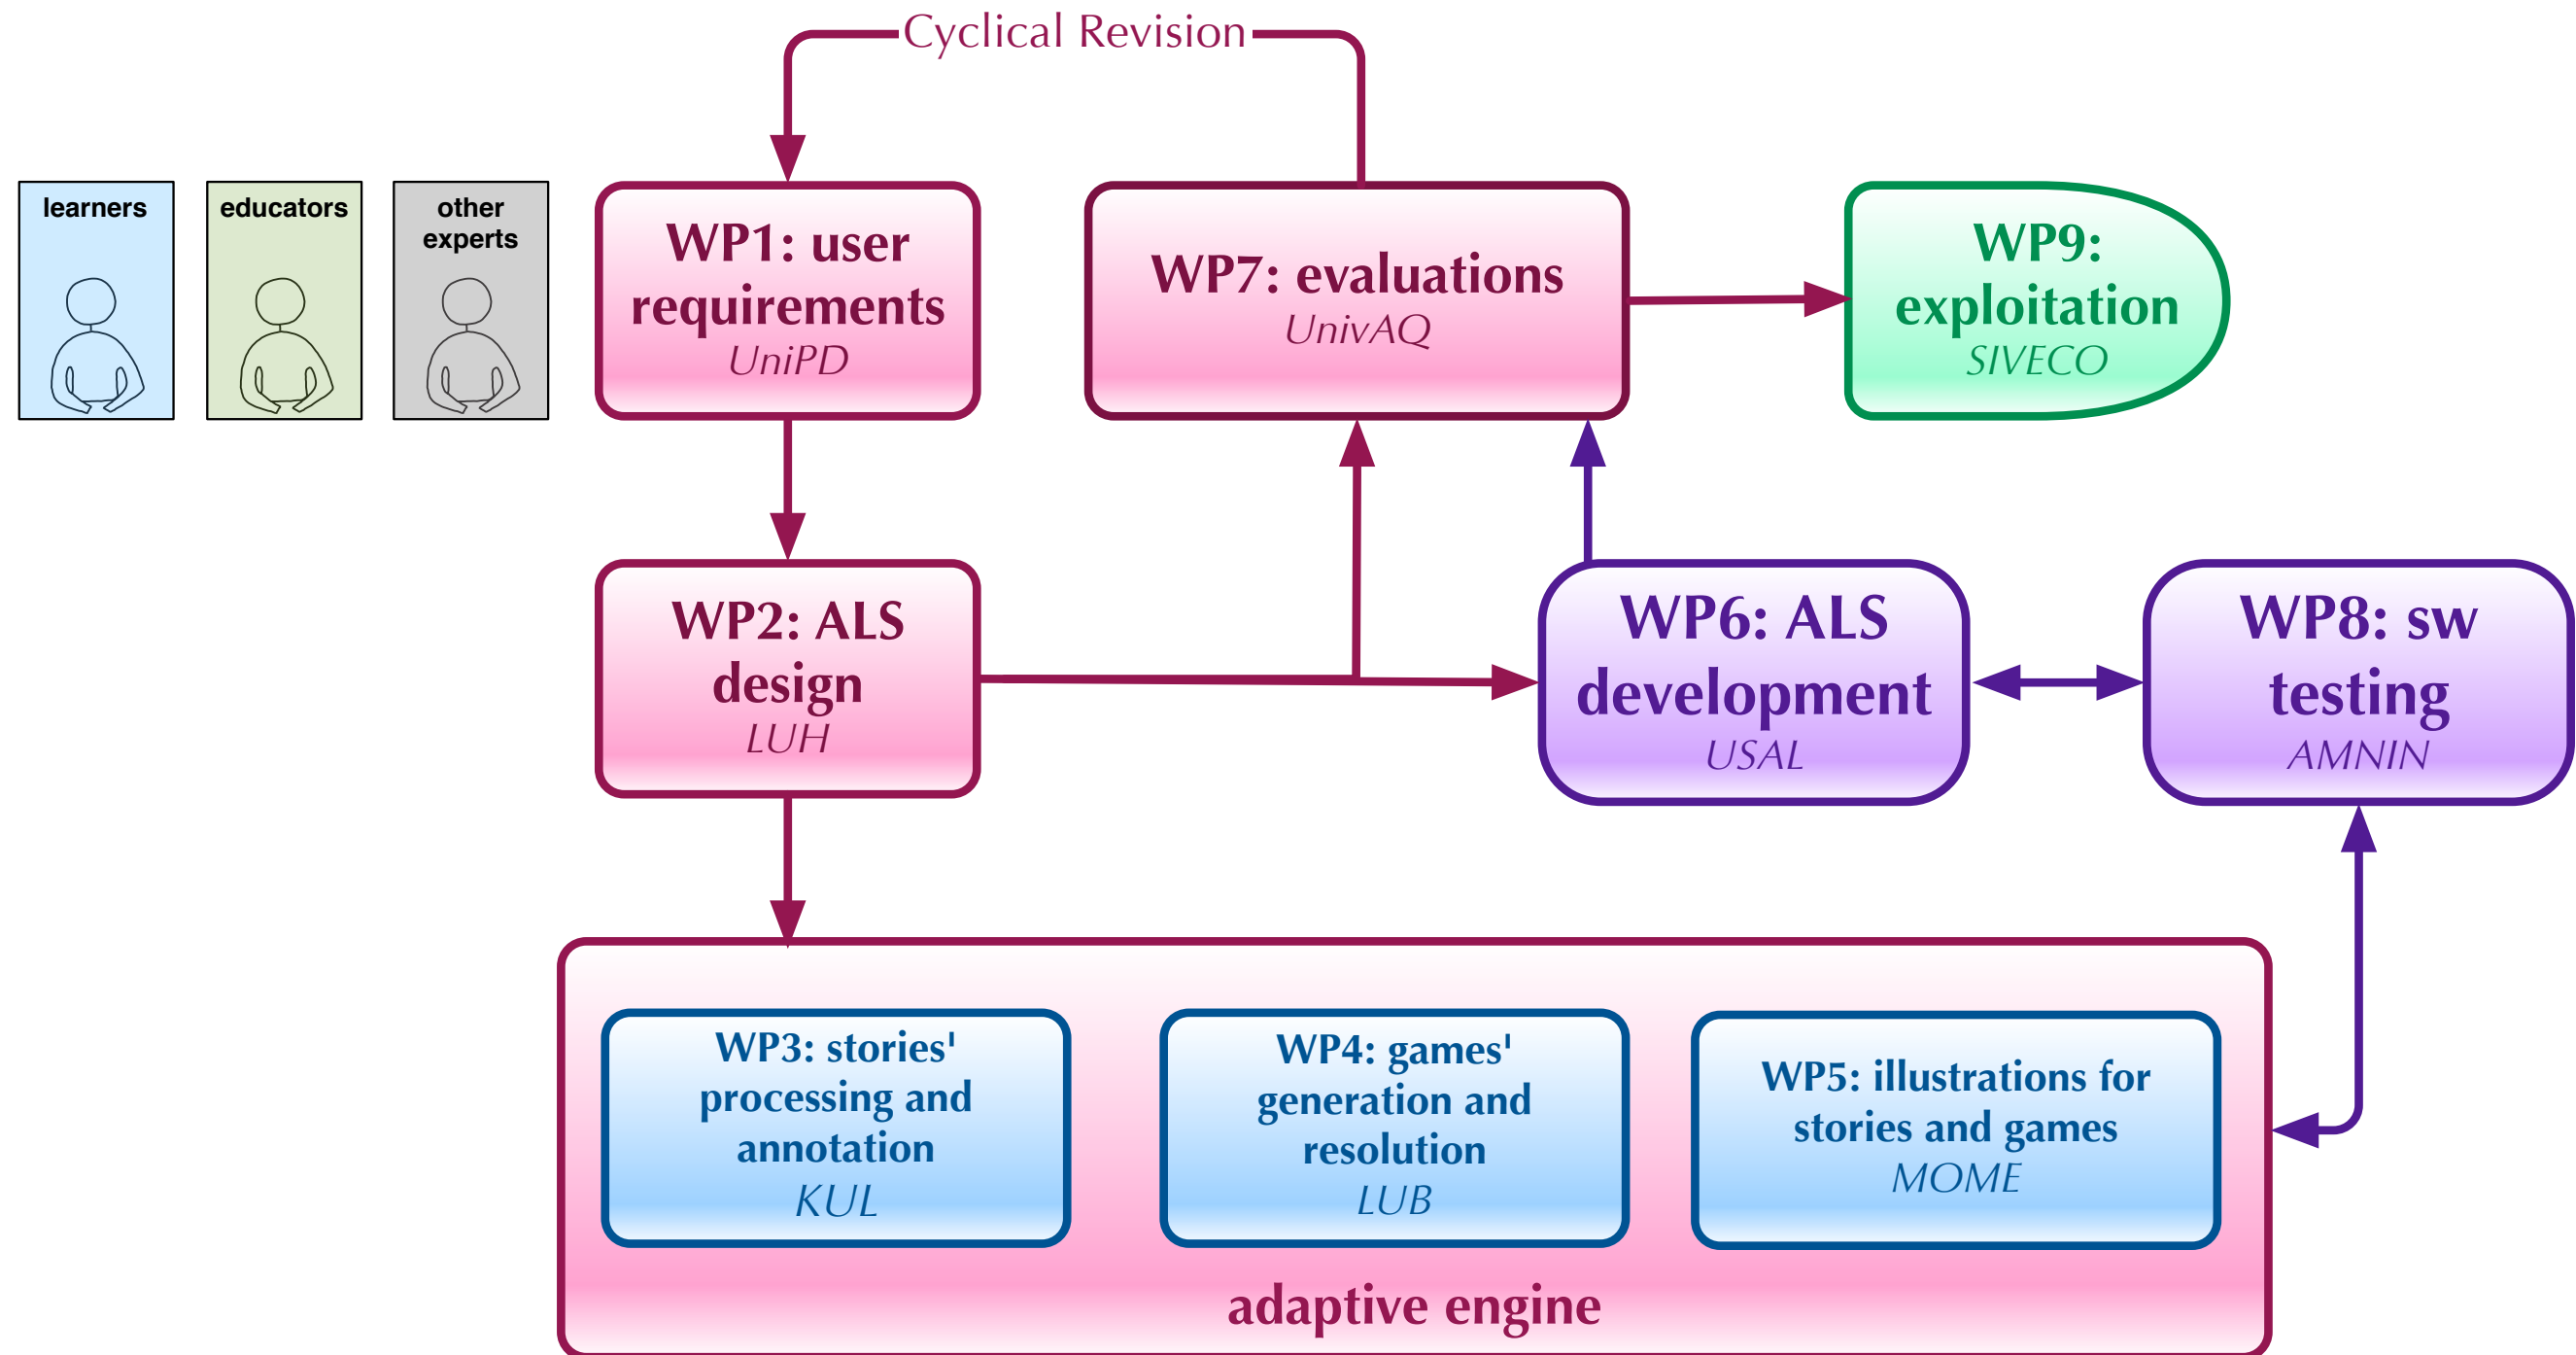 Cyclical Revision
learners
educators
other
experts
WP1: user
requirements
UniPD
WP7: evaluations
UnivAQ
WP9:
exploitation
SIVECO
WP2: ALS
design
LUH
WP6: ALS
development
USAL
WP8: sw
testing
AMNIN
WP3: stories'
processing and
annotation
KUL
WP4: games'
generation and
resolution
LUB
WP5: illustrations for
stories and games
MOME
adaptive engine